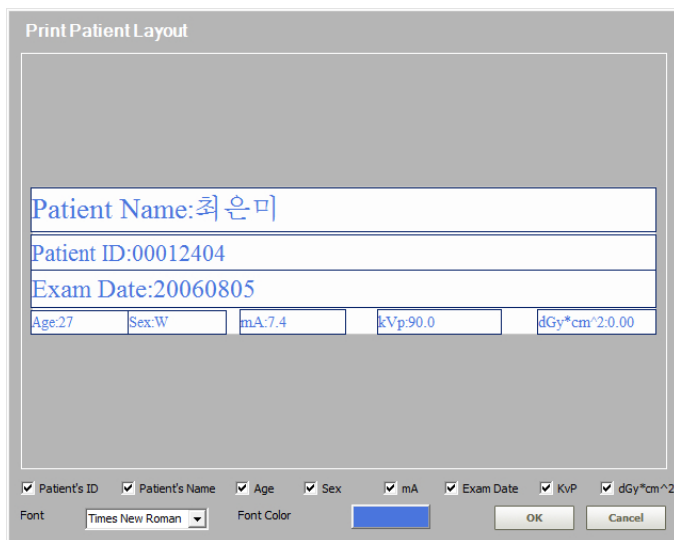 Print Patient Layout
Patient Name:최은미
Patient ID:00012404
Exam Date:20060805
Age:27 Sex:W mA:7.4 kVp:90.0 dGy*cm^2:0.00
Patient's ID Patient's Name Age Sex mA Exam Date KvP dGy*cm^2
Font Times New Roman Font Color OK Cancel